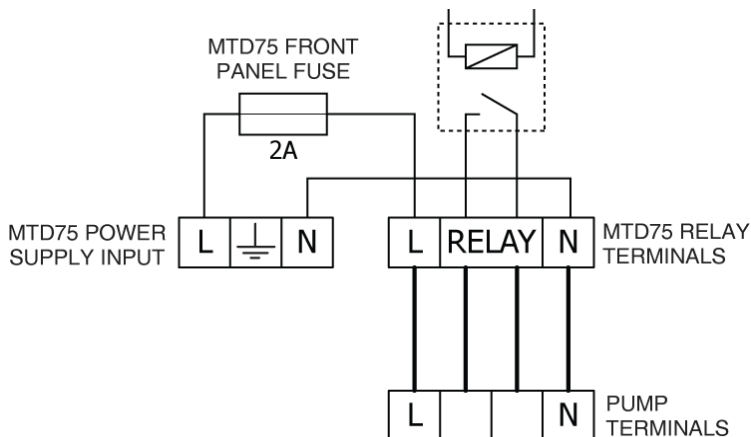 MTD75 FRONT
PANEL FUSE
2A
MTD75 POWER
SUPPLY INPUT
L N
L RELAY N
MTD75 RELAY
TERMINALS
L N
PUMP
TERMINALS